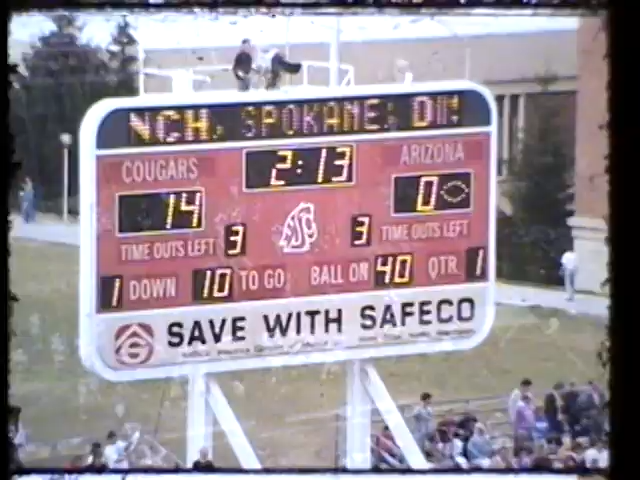 NCH, SPOKANE; DI
COUGARS 2:13 ARIZONA
14 0
TIME OUTS LEFT 3 3 TIME OUTS LEFT
1 DOWN 10 TO GO BALL ON 40 QTR. 1
SAVE WITH SAFECO